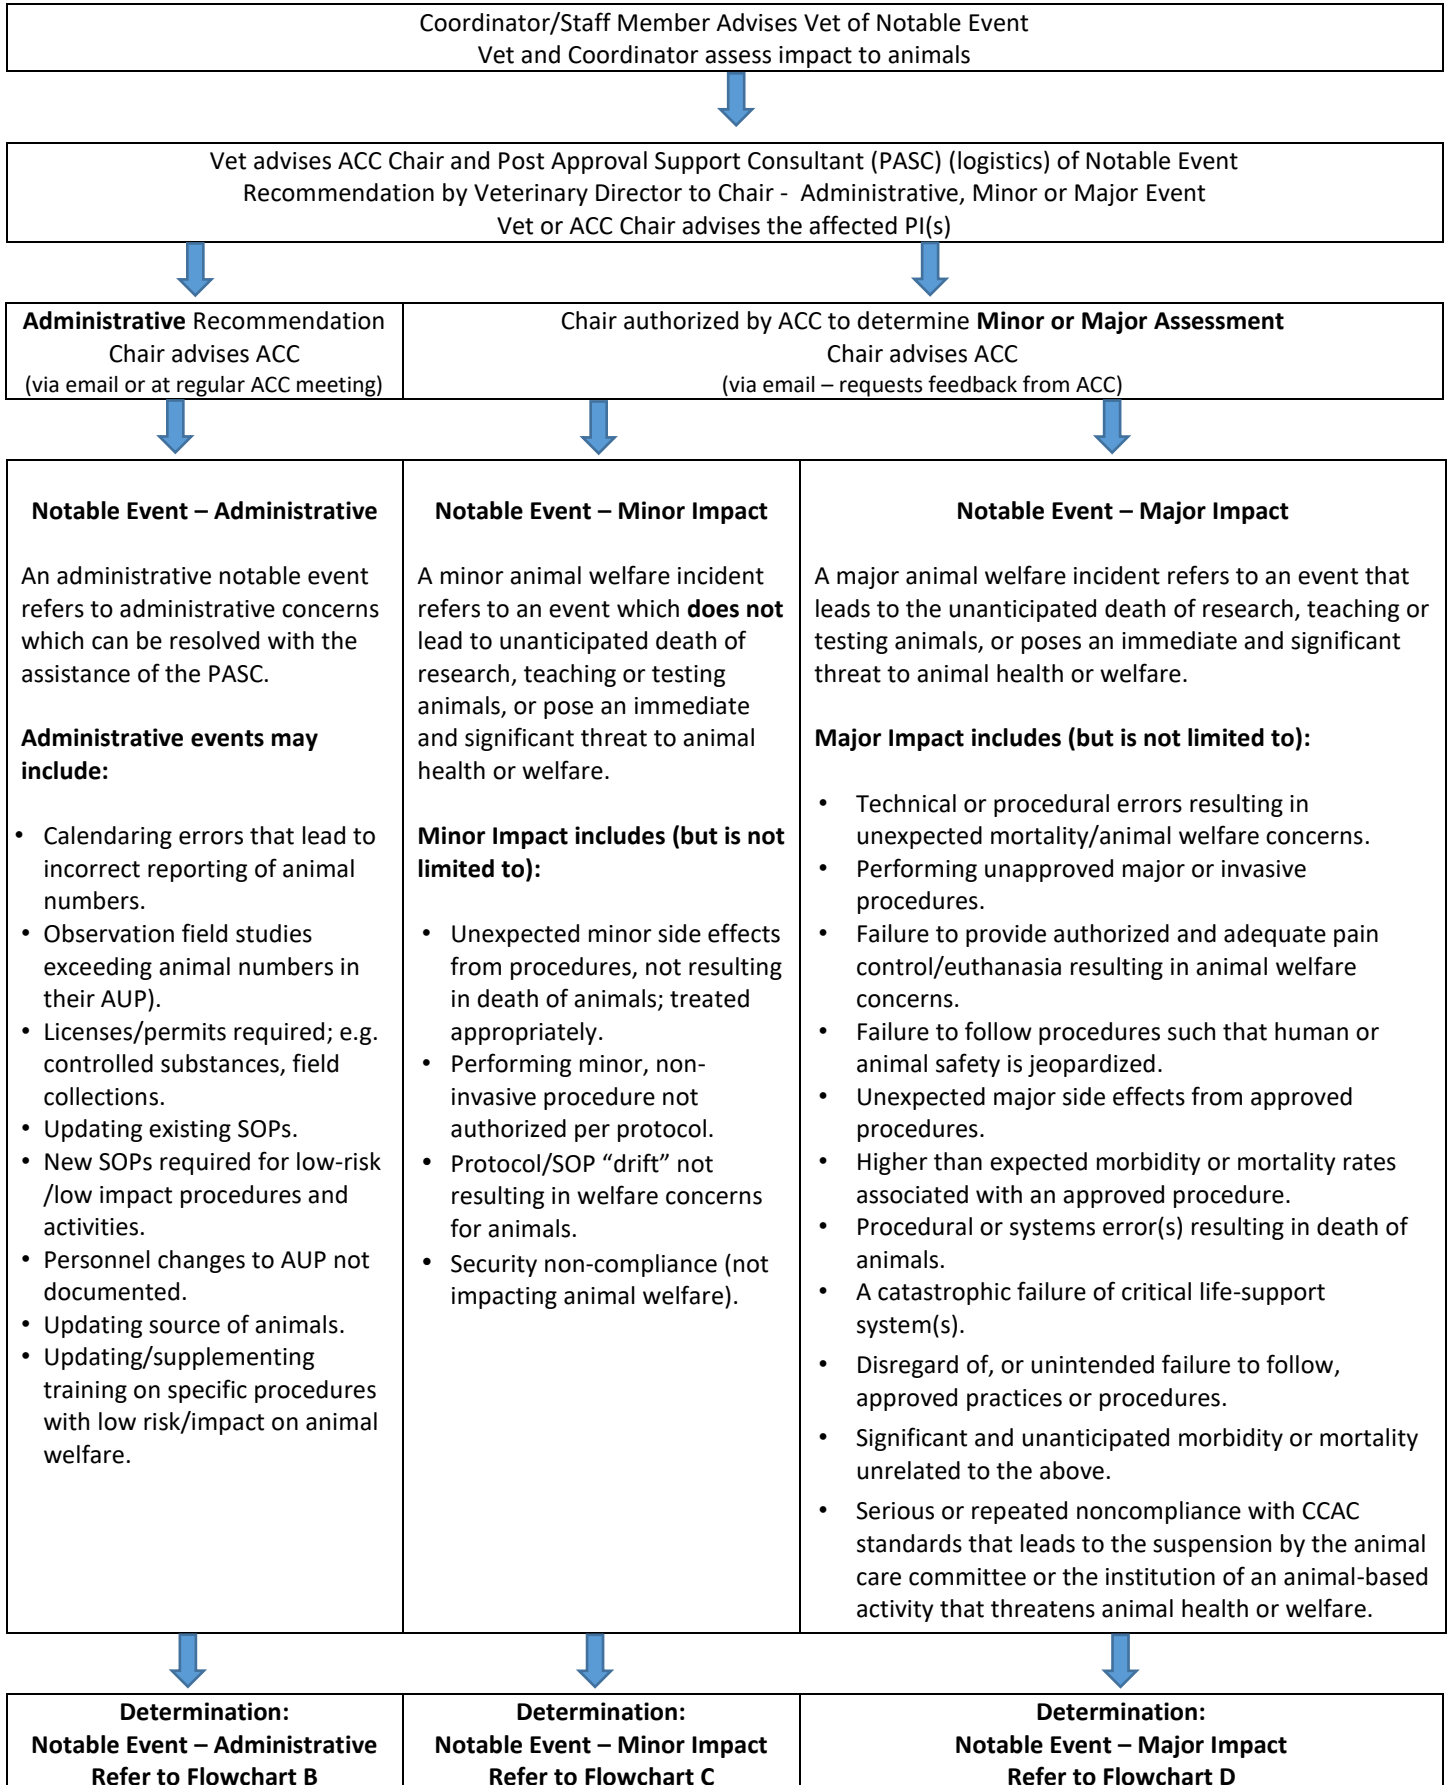 Coordinator/Staff Member Advises Vet of Notable Event
Vet and Coordinator assess impact to animals
Vet advises ACC Chair and Post Approval Support Consultant (PASC) (logistics) of Notable Event
Recommendation by Veterinary Director to Chair - Administrative, Minor or Major Event
Vet or ACC Chair advises the affected PI(s)
Administrative Recommendation
Chair advises ACC
(via email or at regular ACC meeting)
Chair authorized by ACC to determine Minor or Major Assessment
Chair advises ACC
(via email – requests feedback from ACC)
Notable Event – Administrative
An administrative notable event
refers to administrative concerns
which can be resolved with the
assistance of the PASC.
Administrative events may
include:
• Calendaring errors that lead to
incorrect reporting of animal
numbers.
• Observation field studies
exceeding animal numbers in
their AUP).
• Licenses/permits required; e.g.
controlled substances, field
collections.
• Updating existing SOPs.
• New SOPs required for low-risk
/low impact procedures and
activities.
• Personnel changes to AUP not
documented.
• Updating source of animals.
• Updating/supplementing
training on specific procedures
with low risk/impact on animal
welfare.
Notable Event – Minor Impact
A minor animal welfare incident
refers to an event which does not
lead to unanticipated death of
research, teaching or testing
animals, or pose an immediate
and significant threat to animal
health or welfare.
Minor Impact includes (but is not
limited to):
• Unexpected minor side effects
from procedures, not resulting
in death of animals; treated
appropriately.
• Performing minor, non-
invasive procedure not
authorized per protocol.
• Protocol/SOP “drift” not
resulting in welfare concerns
for animals.
• Security non-compliance (not
impacting animal welfare).
Notable Event – Major Impact
A major animal welfare incident refers to an event that
leads to the unanticipated death of research, teaching or
testing animals, or poses an immediate and significant
threat to animal health or welfare.
Major Impact includes (but is not limited to):
• Technical or procedural errors resulting in
unexpected mortality/animal welfare concerns.
• Performing unapproved major or invasive
procedures.
• Failure to provide authorized and adequate pain
control/euthanasia resulting in animal welfare
concerns.
• Failure to follow procedures such that human or
animal safety is jeopardized.
• Unexpected major side effects from approved
procedures.
• Higher than expected morbidity or mortality rates
associated with an approved procedure.
• Procedural or systems error(s) resulting in death of
animals.
• A catastrophic failure of critical life-support
system(s).
• Disregard of, or unintended failure to follow,
approved practices or procedures.
• Significant and unanticipated morbidity or mortality
unrelated to the above.
• Serious or repeated noncompliance with CCAC
standards that leads to the suspension by the animal
care committee or the institution of an animal-based
activity that threatens animal health or welfare.
Determination:
Notable Event – Administrative
Refer to Flowchart B
Determination:
Notable Event – Minor Impact
Refer to Flowchart C
Determination:
Notable Event – Major Impact
Refer to Flowchart D